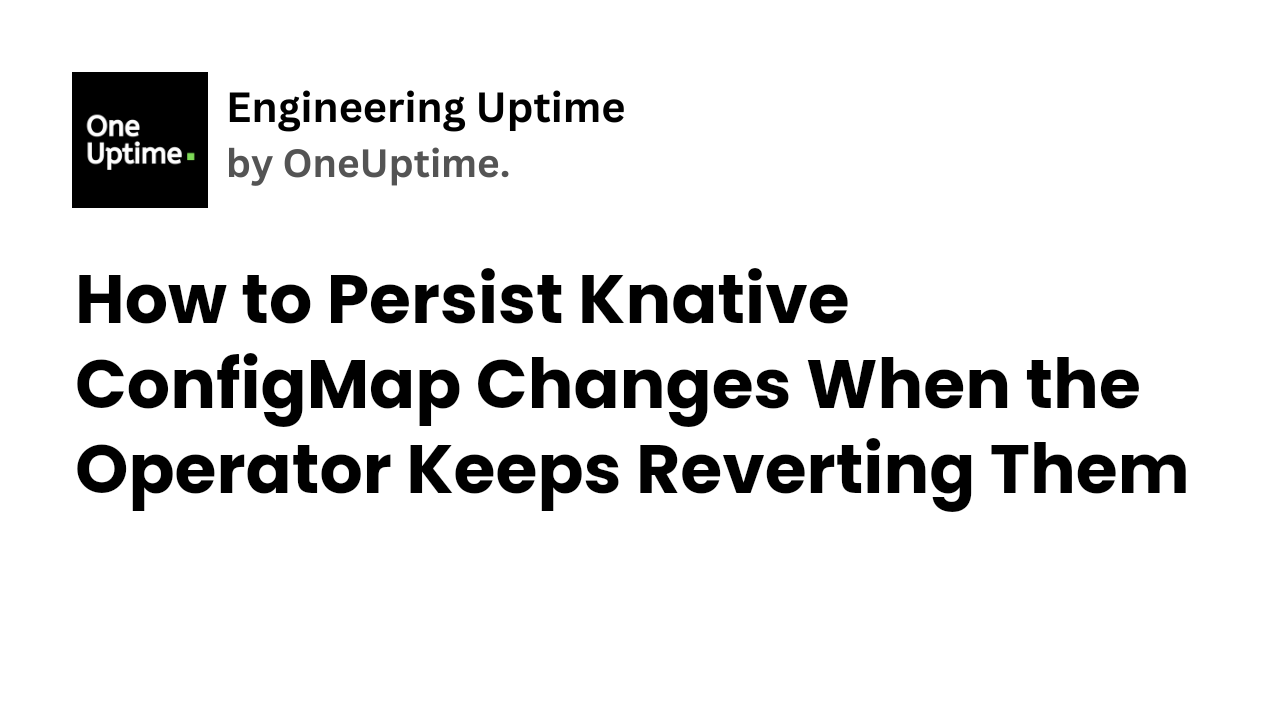 One
Uptime
Engineering Uptime
by OneUptime.
How to Persist Knative
ConfigMap Changes When the
Operator Keeps Reverting Them